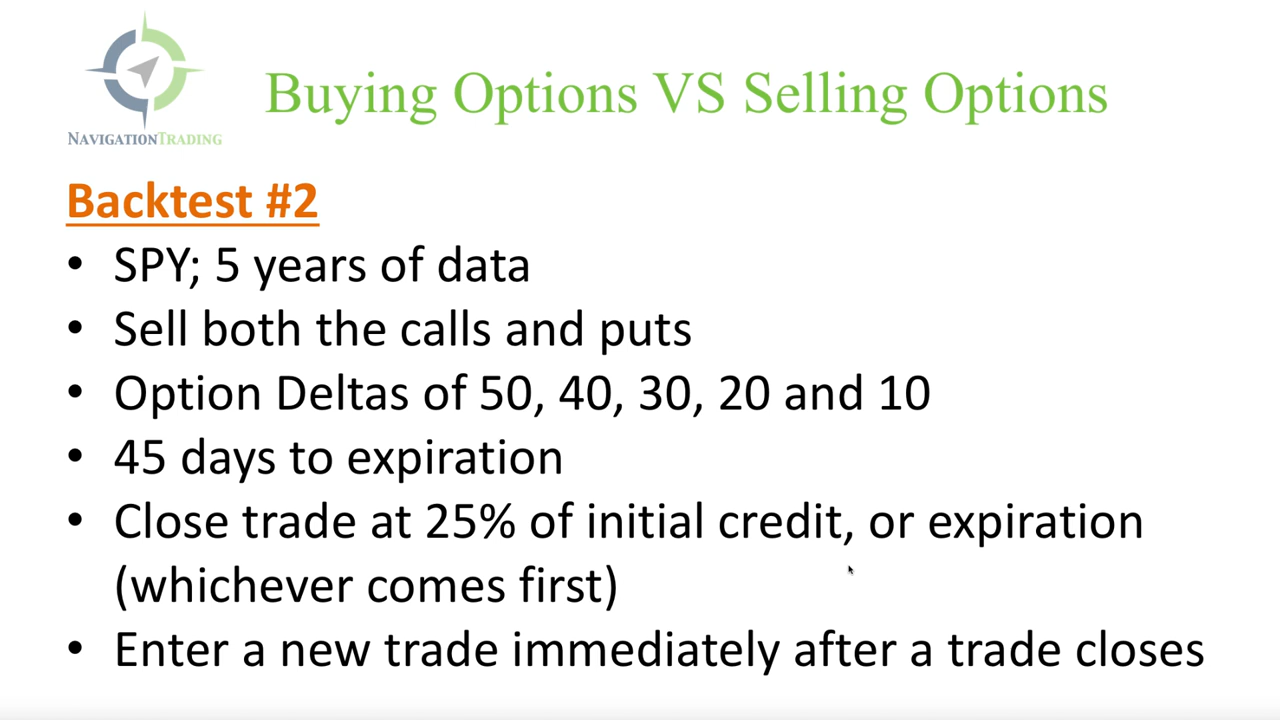 NAVIGATIONTRADING
Buying Options VS Selling Options
Backtest #2
• SPY; 5 years of data
• Sell both the calls and puts
• Option Deltas of 50, 40, 30, 20 and 10
• 45 days to expiration
• Close trade at 25% of initial credit, or expiration
(whichever comes first)
• Enter a new trade immediately after a trade closes